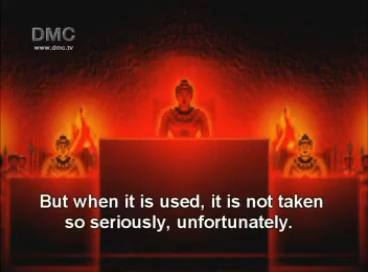 DMC
www.dmc.tv
But when it is used, it is not taken
so seriously, unfortunately.